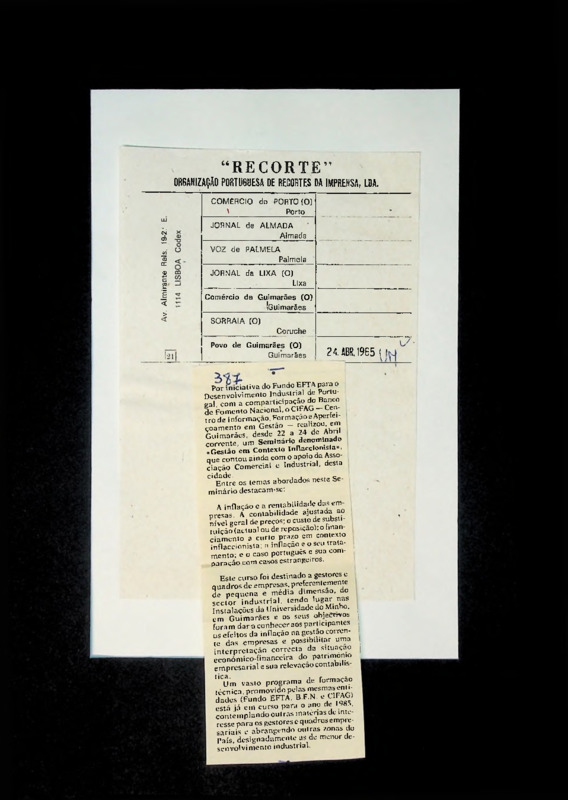 "RECORTE"
ORGANIZAÇÃO PORTUGUESA DE RECORTES DA IMPRENSA, LDA.
Av. Almirante Reis, 19-2.º E.
1114 LISBOA Codex
21
COMÉRCIO do PORTO (O)
Porto
JORNAL de ALMADA
Almada
VOZ de PALMELA
Palmela
JORNAL da LIXA (O)
Lixa
Comércio de Guimarães (O)
Guimarães
SORRAIA (O)
Coruche
Povo de Guimarães (O)
Guimarães
24. ABR. 1985
387
Por iniciativa do Fundo EFTA para o
Desenvolvimento Industrial de Portu-
gal, com a comparticipação do Banco
de Fomento Nacional, o CIFAG — Cen-
tro de informação, Formação e Aperfei-
çoamento em Gestão — realizou, em
Guimarães, desde 22 a 24 de Abril
corrente, um Seminário denominado
«Gestão em Contexto Inflaccionista»,
que contou ainda com o apoio da Asso-
ciação Comercial e Industrial, desta
cidade
Entre os temas abordados neste Se-
minário destacam-se:
A inflação e a rentabilidade das em-
presas. A contabilidade ajustada ao
nível geral de preços; o custo de substi-
tuição (actual ou de reposição); o finan-
ciamento a curto prazo em contexto
inflaccionista; a inflação e o seu trata-
mento; e o caso português e sua com-
paração com casos estrangeiros.
Este curso foi destinado a gestores e
quadros de empresas, preferentemente
de pequena e média dimensão, do
sector industrial, tendo lugar nas
Instalações da Universidade do Minho,
em Guimarães e os seus objectivos
foram dar a conhecer aos participantes
os efeitos da inflação na gestão corren-
te das empresas e possibilitar uma
interpretação correcta da situação
económico-financeira do património
empresarial e sua relevação contabilís-
tica.
Um vasto programa de formação
técnica, promovido pelas mesmas enti-
dades (Fundo EFTA, B.F.N. e CIFAG)
está já em curso para o ano de 1985,
contemplando outras matérias de inte-
resse para os gestores e quadros empre-
sariais e abrangendo outras zonas do
País, designadamente as de menor de-
senvolvimento industrial.